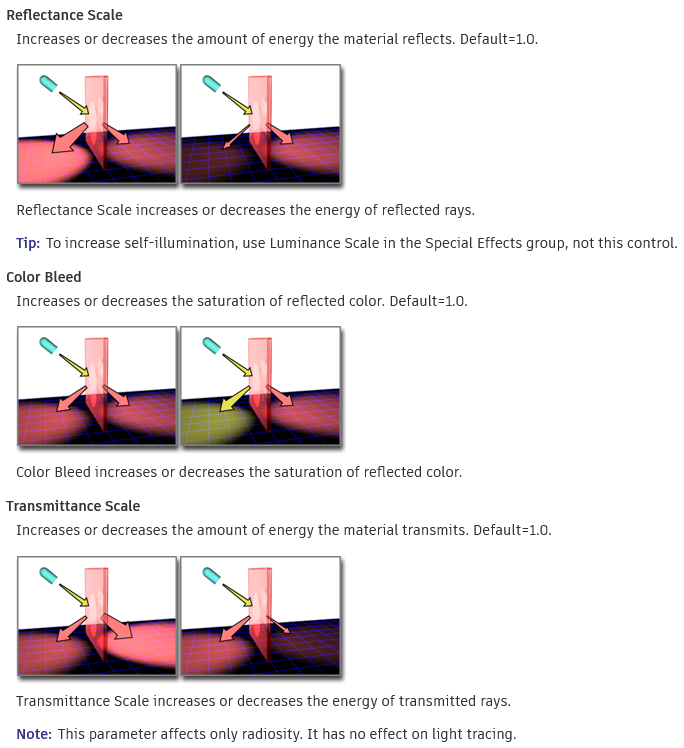 Reflectance Scale
Increases or decreases the amount of energy the material reflects. Default=1.0.
Reflectance Scale increases or decreases the energy of reflected rays.
Tip: To increase self-illumination, use Luminance Scale in the Special Effects group, not this control.
Color Bleed
Increases or decreases the saturation of reflected color. Default=1.0.
Color Bleed increases or decreases the saturation of reflected color.
Transmittance Scale
Increases or decreases the amount of energy the material transmits. Default=1.0.
Transmittance Scale increases or decreases the energy of transmitted rays.
Note: This parameter affects only radiosity. It has no effect on light tracing.